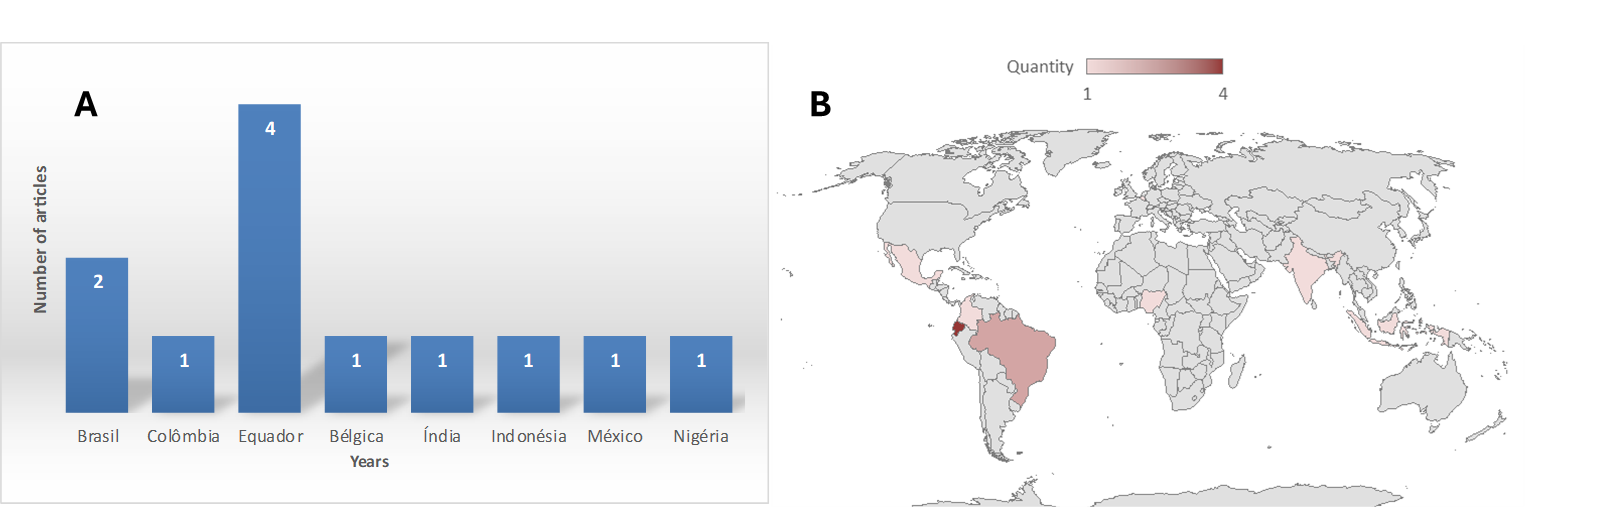 A
Number of articles
2
1
4
1
1
1
1
1
Brasil Colômbia Equador Bélgica Índia Indonésia México Nigéria
Years
B
Quantity
1 4